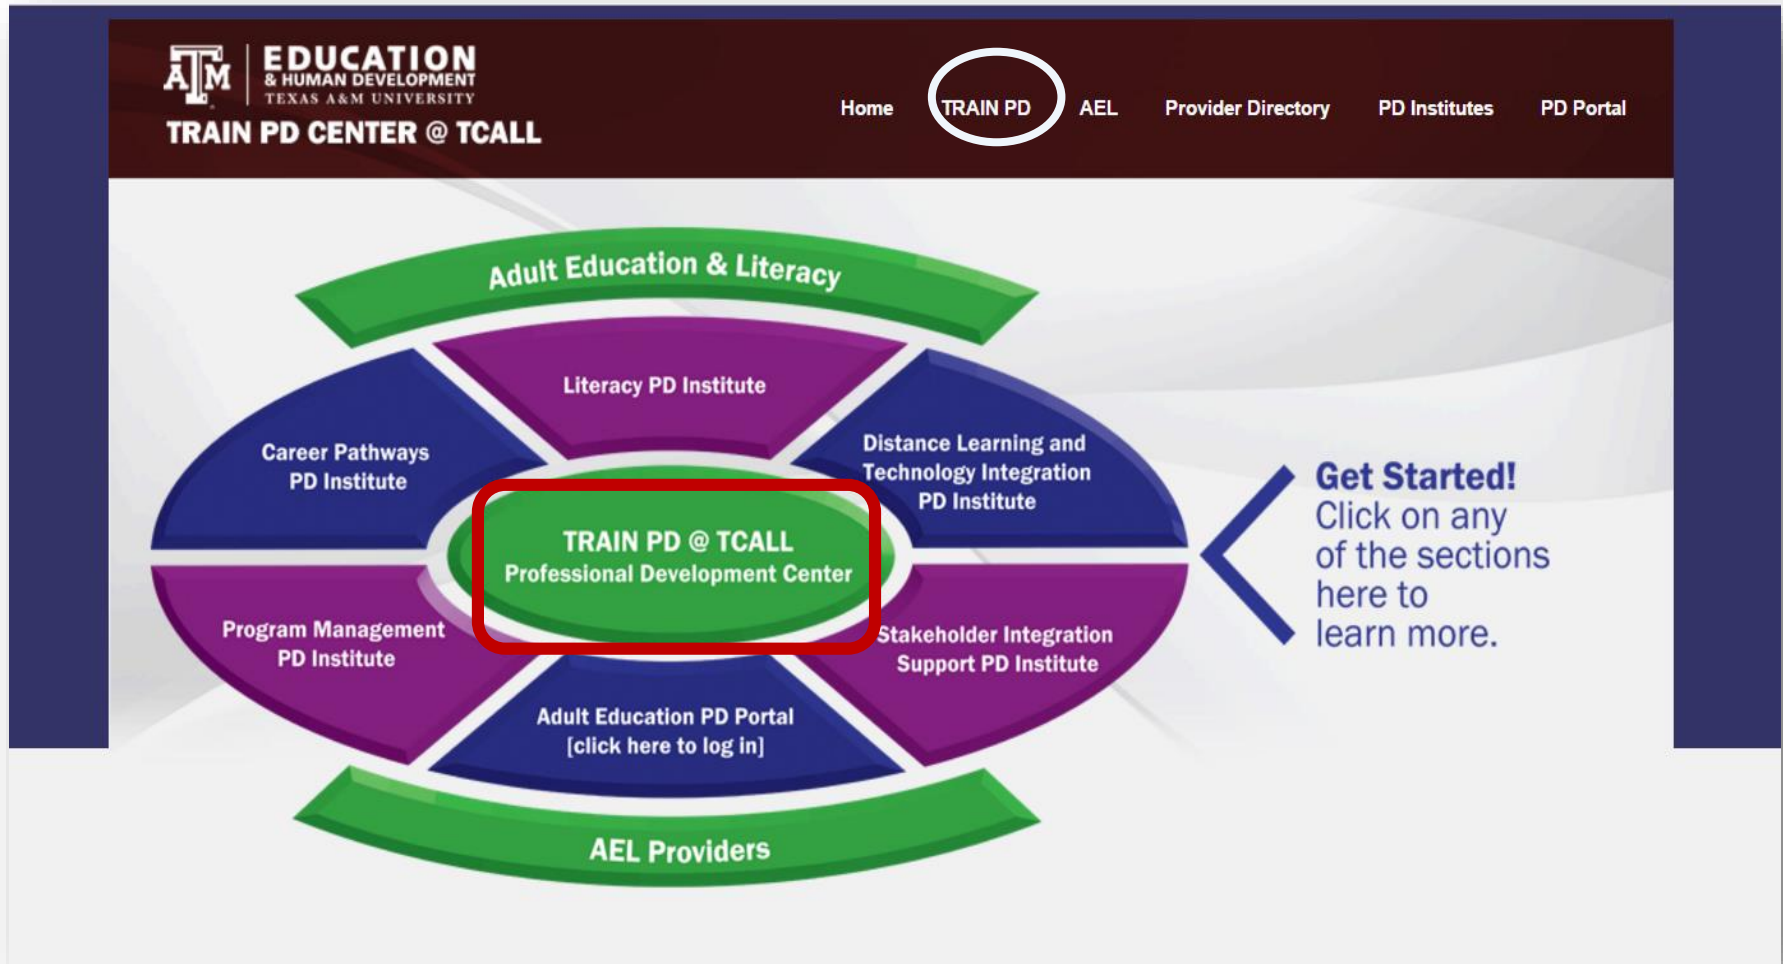 ATM
EDUCATION
& HUMAN DEVELOPMENT
TEXAS A&M UNIVERSITY
TRAIN PD CENTER @ TCALL
Home TRAIN PD AEL Provider Directory PD Institutes PD Portal
Adult Education & Literacy
Literacy PD Institute
Career Pathways
PD Institute
Distance Learning and
Technology Integration
PD Institute
TRAIN PD @ TCALL
Professional Development Center
Program Management
PD Institute
Stakeholder Integration
Support PD Institute
Adult Education PD Portal
[click here to log in]
AEL Providers
Get Started!
Click on any
of the sections
here to
learn more.